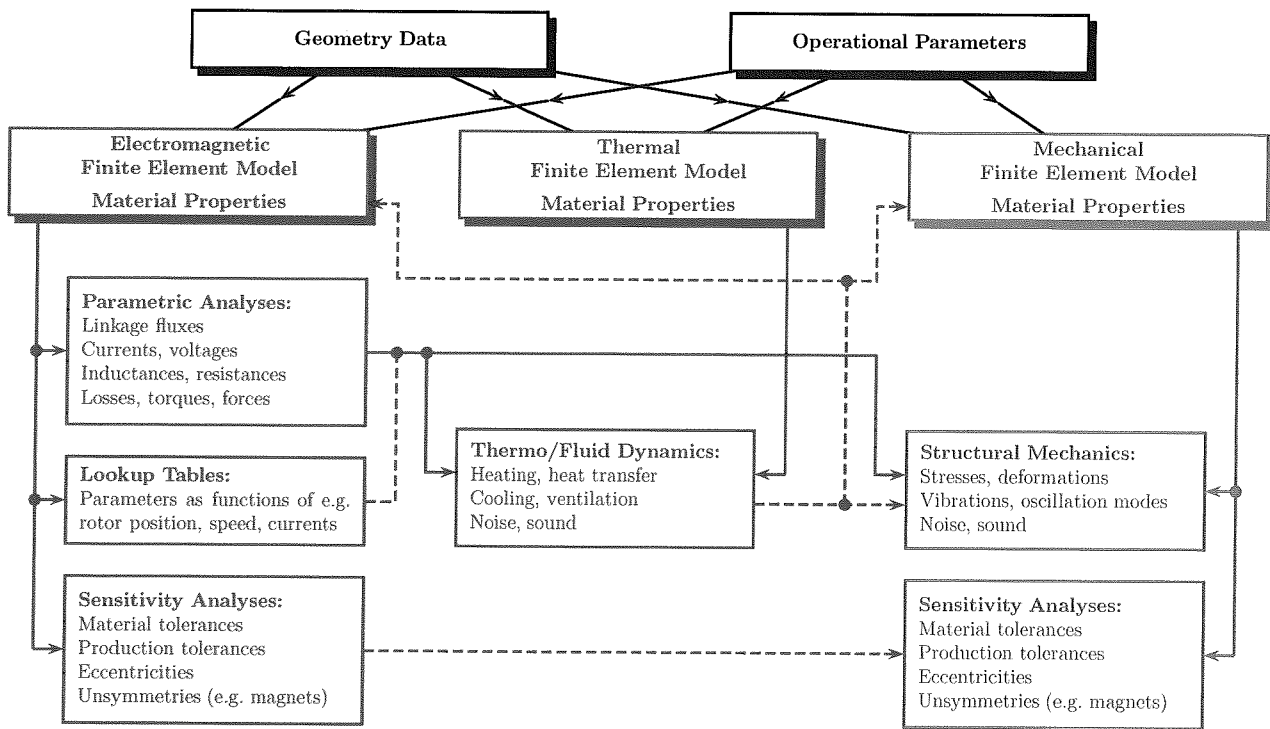 Geometry Data
Operational Parameters
Electromagnetic
Finite Element Model
Material Properties
Thermal
Finite Element Model
Material Properties
Mechanical
Finite Element Model
Material Properties
Parametric Analyses:
Linkage fluxes
Currents, voltages
Inductances, resistances
Losses, torques, forces
Lookup Tables:
Parameters as functions of e.g.
rotor position, speed, currents
Thermo/Fluid Dynamics:
Heating, heat transfer
Cooling, ventilation
Noise, sound
Structural Mechanics:
Stresses, deformations
Vibrations, oscillation modes
Noise, sound
Sensitivity Analyses:
Material tolerances
Production tolerances
Eccentricities
Unsymmetries (e.g. magnets)
Sensitivity Analyses:
Material tolerances
Production tolerances
Eccentricities
Unsymmetries (e.g. magnets)